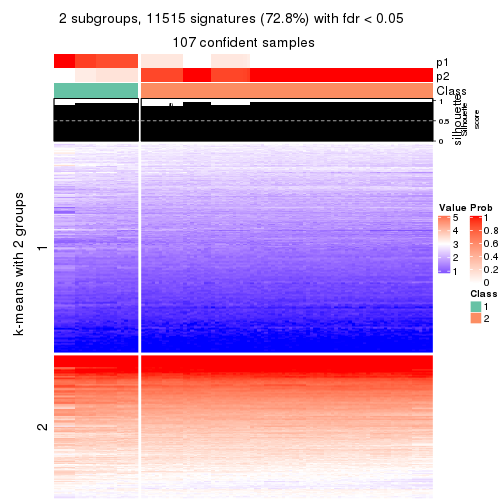 2 subgroups, 11515 signatures (72.8%) with fdr < 0.05
107 confident samples
p1
p2
Class
silhouette
Silhouette
score
1
0.5
0
k-means with 2 groups
1
2
Value
5
4
3
2
1
Prob
1
0.8
0.6
0.4
0.2
0
Class
1
2